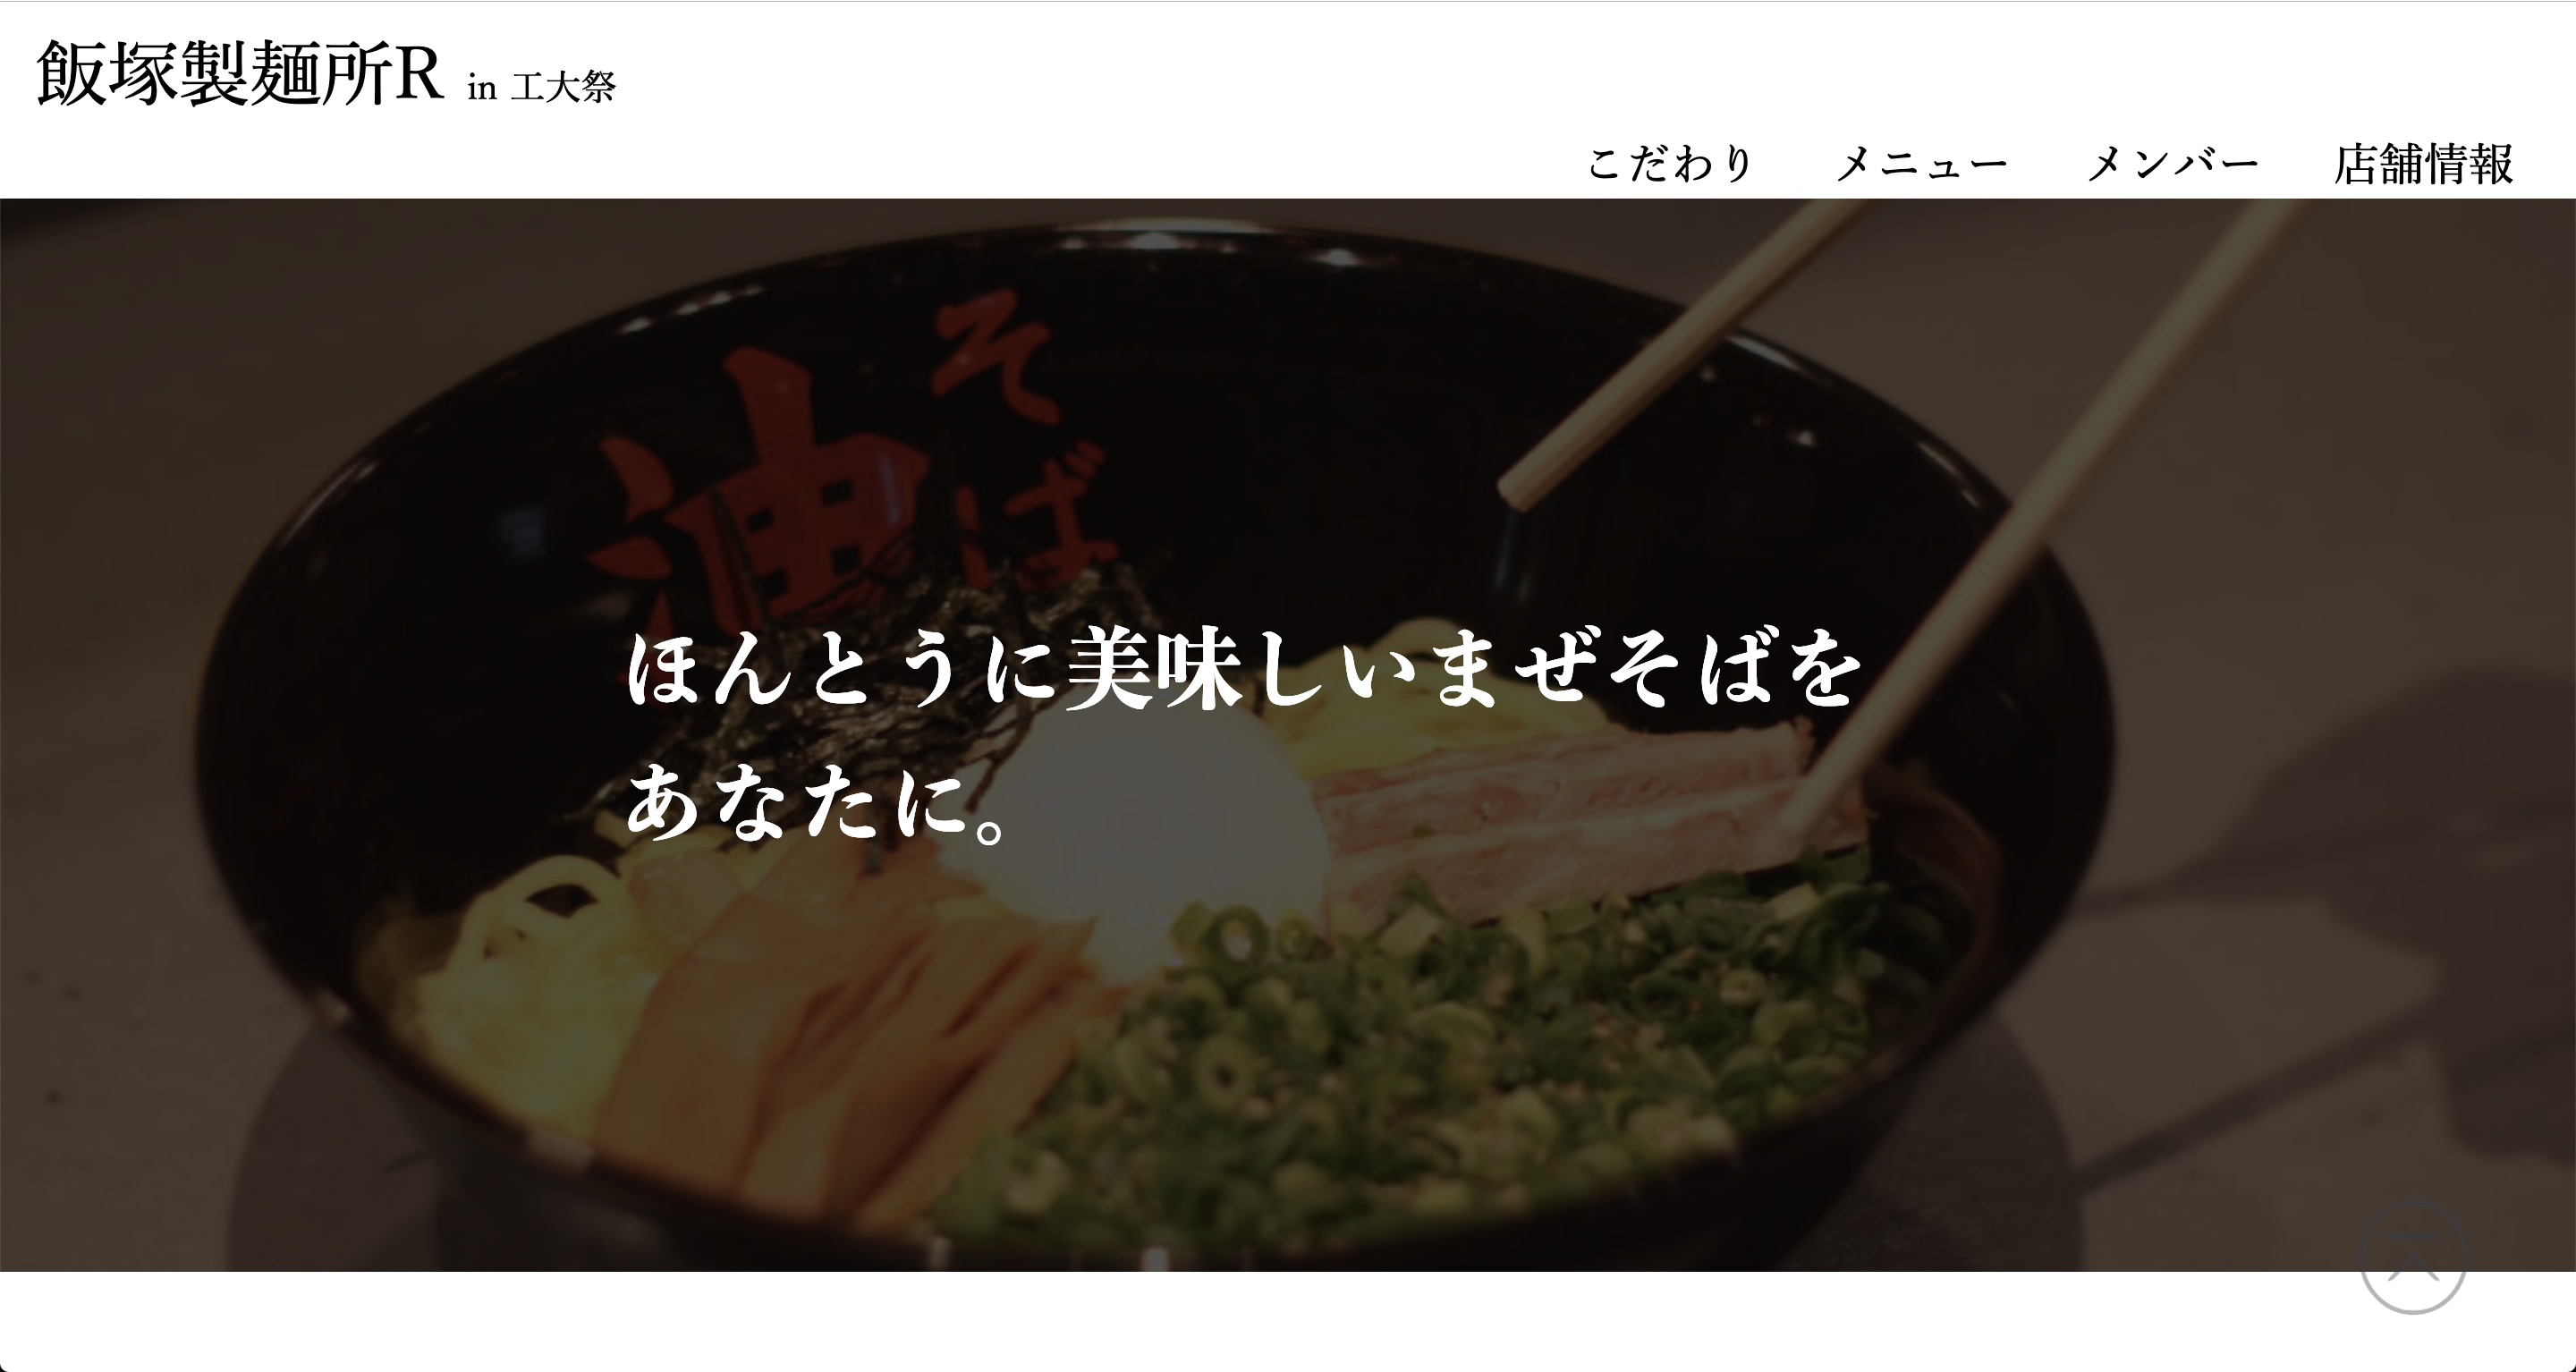 飯塚製麺所R in 工大祭
こだわり メニュー メンバー 店舗情報
油そば
ほんとうに美味しいまぜそばを
あなたに。